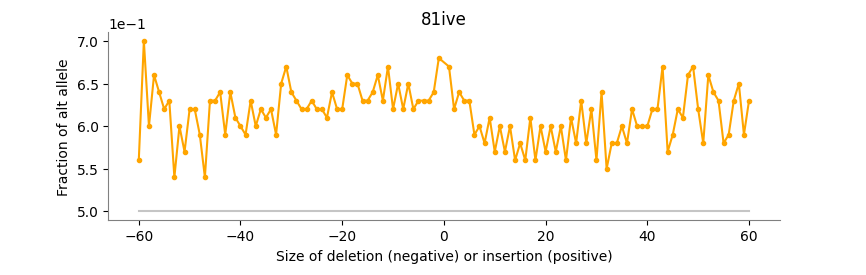 81ive
1e−1
7.0
6.5
6.0
5.5
5.0
Fraction of alt allele
−60 −40 −20 0 20 40 60
Size of deletion (negative) or insertion (positive)